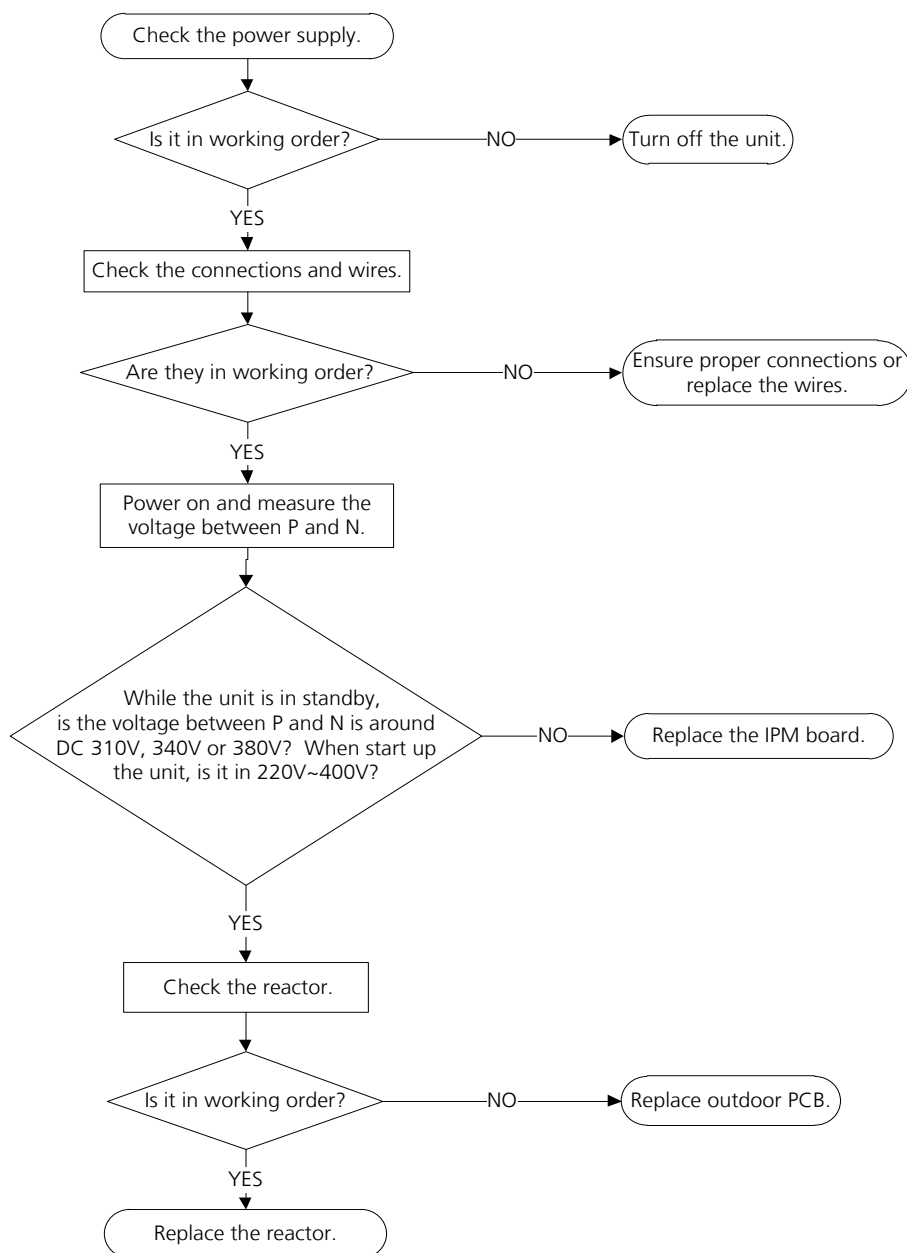 Check the power supply.
Is it in working order?
NO
Turn off the unit.
YES
Check the connections and wires.
Are they in working order?
NO
Ensure proper connections or
replace the wires.
YES
Power on and measure the
voltage between P and N.
While the unit is in standby,
is the voltage between P and N is around
DC 310V, 340V or 380V? When start up
the unit, is it in 220V~400V?
NO
Replace the IPM board.
YES
Check the reactor.
Is it in working order?
NO
Replace outdoor PCB.
YES
Replace the reactor.